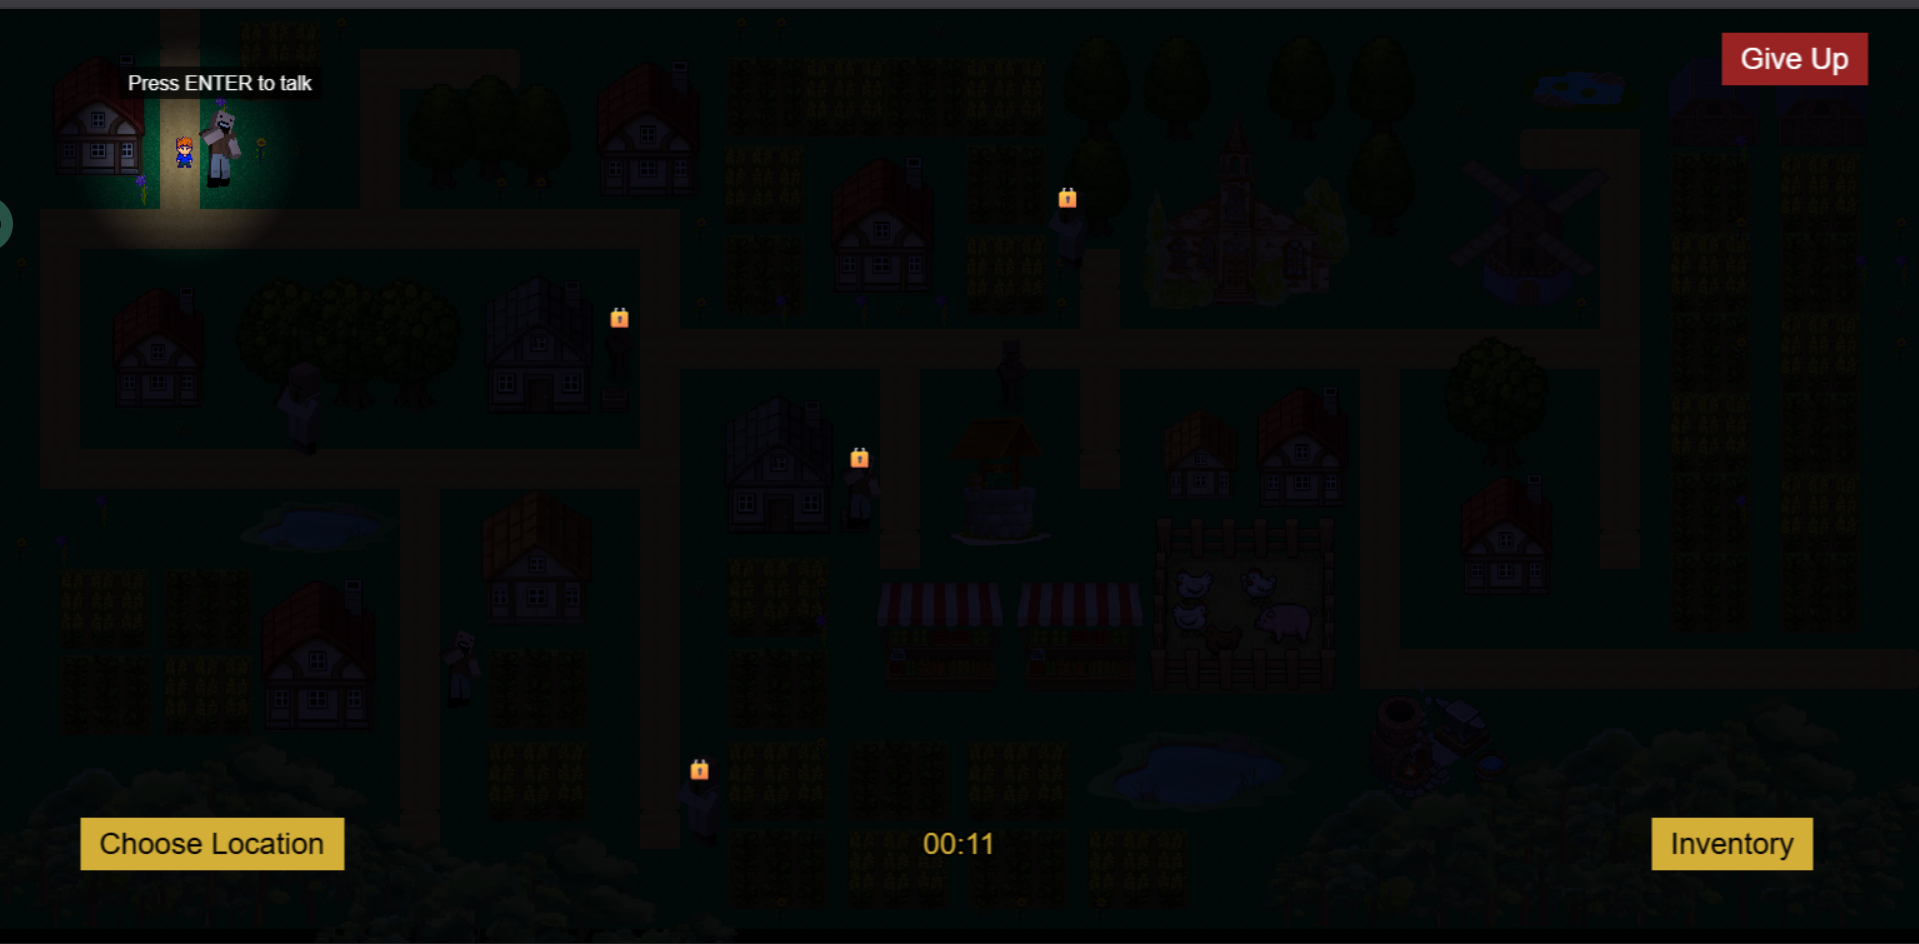 Give Up
Press ENTER to talk
Choose Location
00:11
Inventory